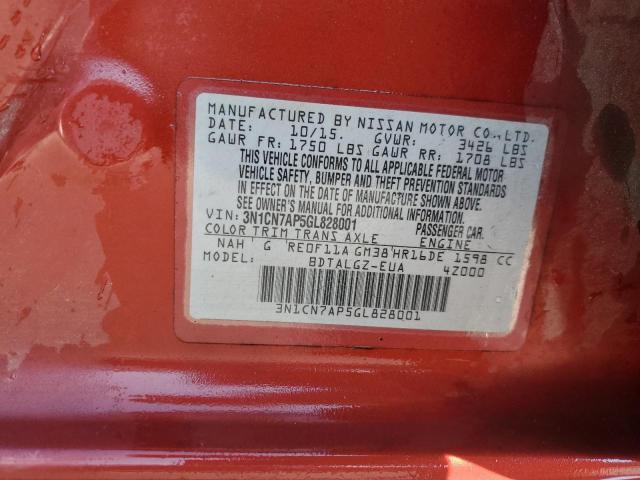 MANUFACTURED BY NISSAN MOTOR CO., LTD.
DATE: 10/15. GVWR: 3426 LBS
GAWR FR: 1750 LBS GAWR RR: 1708 LBS
THIS VEHICLE CONFORMS TO ALL APPLICABLE FEDERAL MOTOR
VEHICLE SAFETY, BUMPER AND THEFT PREVENTION STANDARDS
IN EFFECT ON THE DATE OF MANUFACTURE SHOWN ABOVE.
SEE OWNER'S MANUAL FOR ADDITIONAL INFORMATION.
VIN: 3N1CN7AP5GL828001 PASSENGER CAR.
COLOR TRIM TRANS AXLE ENGINE
NAH G RE0F11A GM38 HR16DE 1598 CC
MODEL: BDTALGZ-EUA 4Z000
3N1CN7AP5GL828001